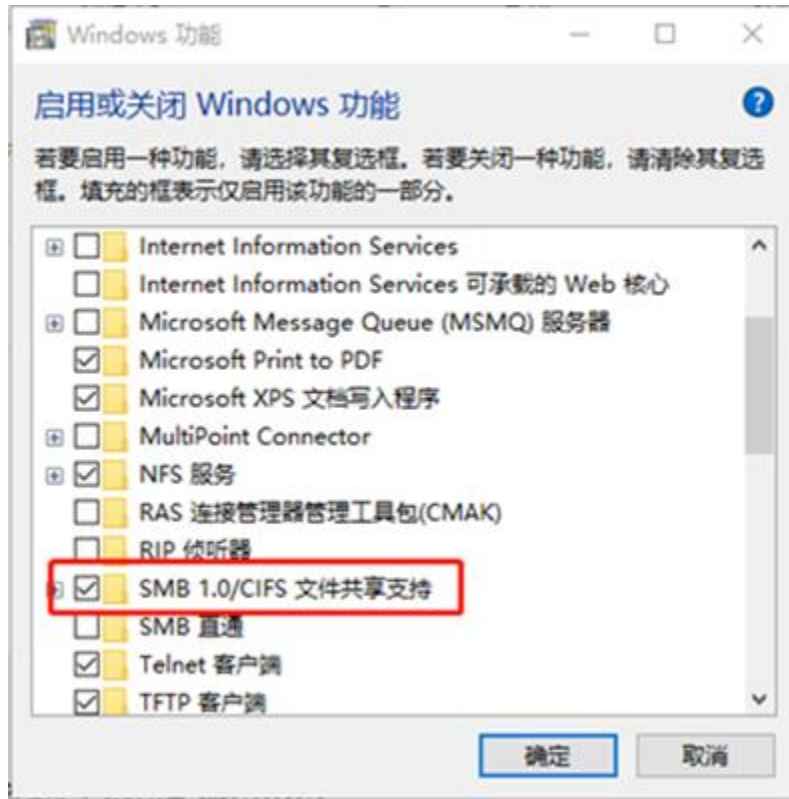 Windows 功能
启用或关闭 Windows 功能
若要启用一种功能，请选择其复选框。若要关闭一种功能，请清除其复选
框。填充的框表示仅启用该功能的一部分。
Internet Information Services
Internet Information Services 可承载的 Web 核心
Microsoft Message Queue (MSMQ) 服务器
Microsoft Print to PDF
Microsoft XPS 文档写入程序
MultiPoint Connector
NFS 服务
RAS 连接管理器管理工具包(CMAK)
RIP 侦听器
SMB 1.0/CIFS 文件共享支持
SMB 直通
Telnet 客户端
TFTP 客户端
确定 取消